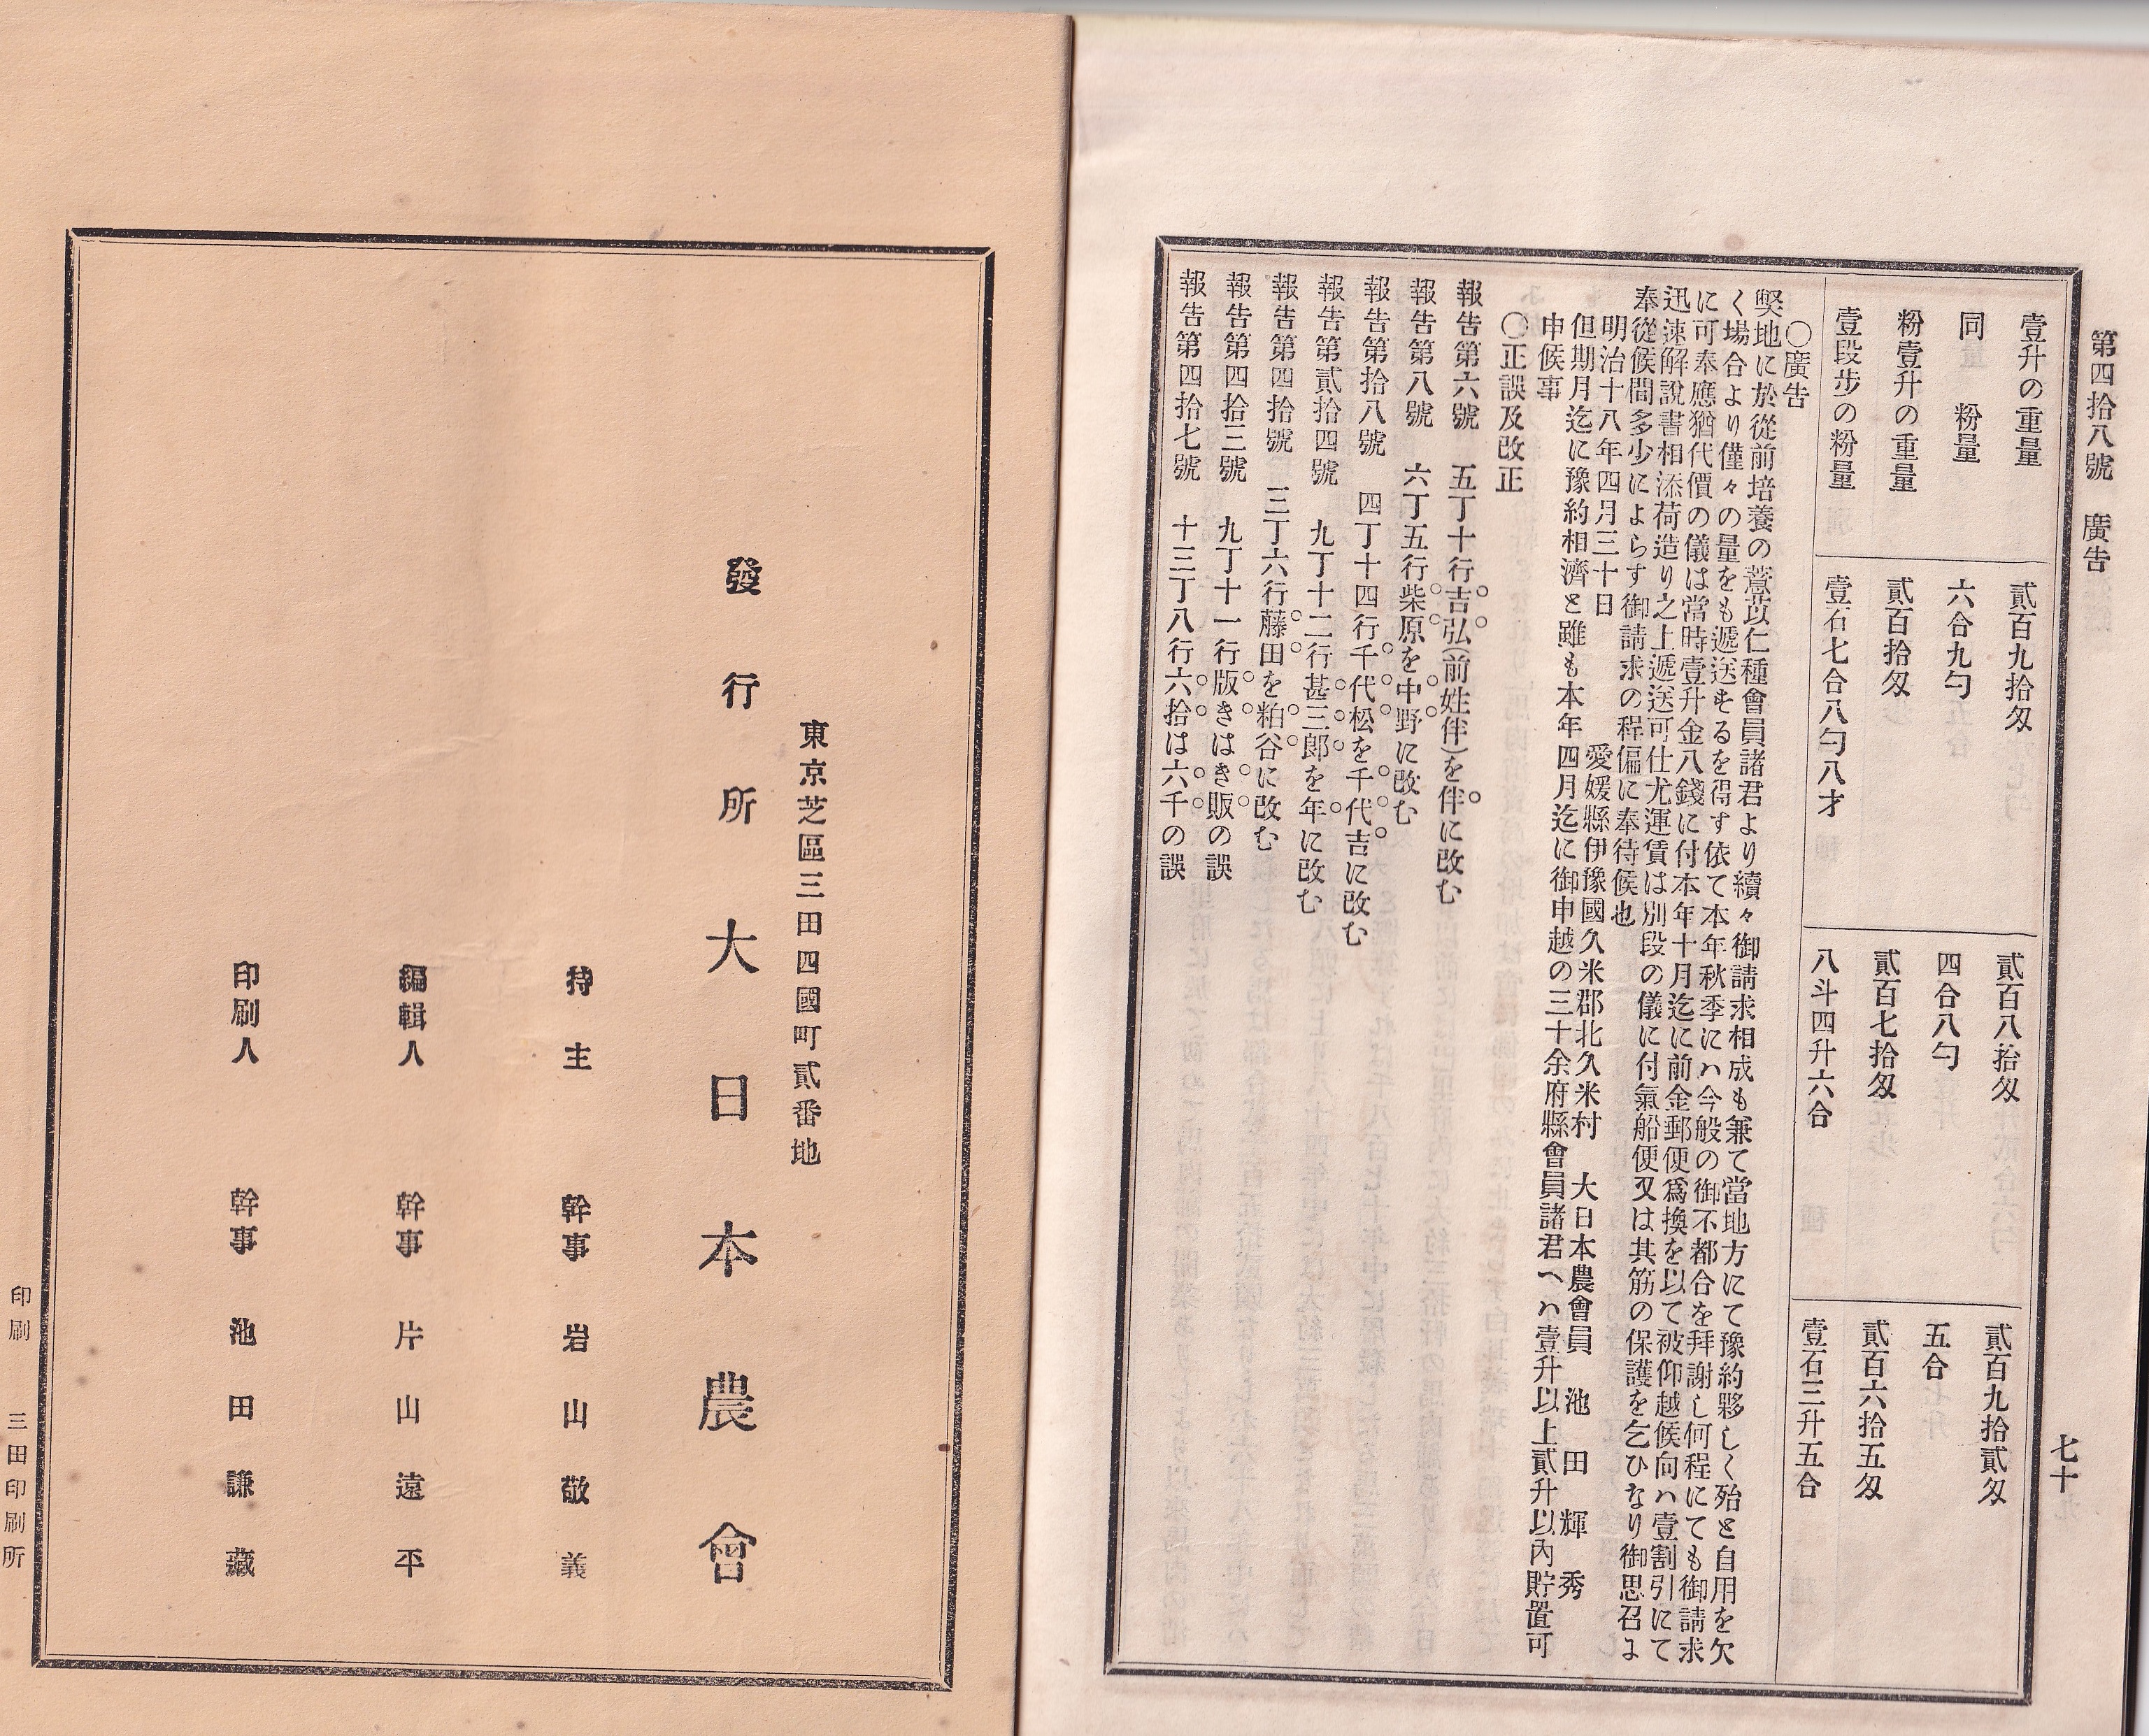 第四拾八號 廣告
七十
壹升の重量 貳百九拾匁 貳百八拾匁 貳百九拾貳匁
同 粉量 六合九勺 四合八勺 五合
粉壹升の重量 貳百拾匁 貳百七拾匁 貳百六拾五匁
壹段步の粉量 壹石七合八勺八才 八斗四升六合 壹石三升五合
〇廣告
弊地に於從前培養の薏苡仁種會員諸君より續々御請求相成も兼て當地方にて豫約夥しく殆と自用を欠
く場合より僅々の量をも遞送するを得す依て本年秋季にハ今般の御不都合を拜謝し何程にても御請求
に可奉應猶代價の儀は當時壹升金八錢に付本年十月迄に前金郵便爲換を以て被仰越候向ハ壹割引にて
迅速解說書相添荷造り之上遞送可仕尤運賃は別段の儀に付氣船便又は其筋の保護を乞ひなり御思召ょ
奉從候間多少によらす御請求の程偏に奉待候也
明治十八年四月三十日 愛媛縣伊豫國久米郡北久米村 大日本農會員 池田輝秀
但期月迄に豫約相濟と雖も本年四月迄に御申越の三十余府縣會員諸君へハ壹升以上貳升以內貯置可
申候事
〇正誤及改正
報告第六號 五丁十行吉弘(前姓伴)を伴に改む
報告第八號 六丁五行柴原を中野に改む
報告第拾八號 四丁十四行千代松を千代吉に改む
報告第貳拾四號 九丁十二行甚三郎を年に改む
報告第四拾號 三丁六行藤田を粕谷に改む
報告第四拾三號 九丁十一行版きはき販の誤
報告第四拾七號 十三丁八行六拾は六千の誤
東京芝區三田四國町貳番地
發行所 大日本農會
持主 幹事 岩山敬義
編輯人 幹事 片山遠平
印刷人 幹事 池田謙藏
印刷 三田印刷所